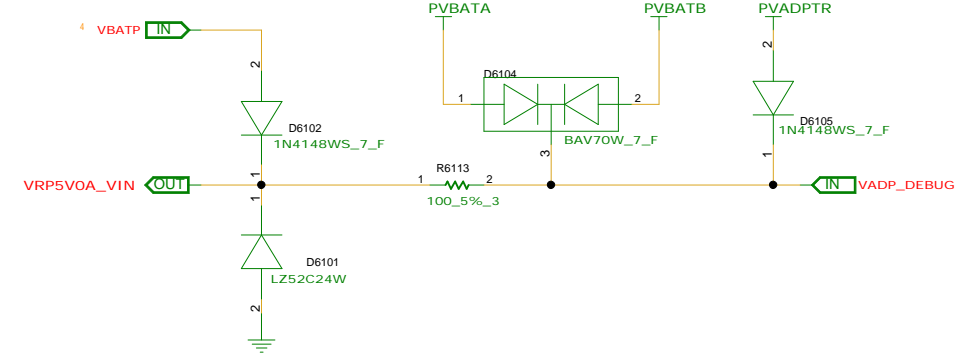 PVBATA
PVBATB
PVADPTR
4
VBATP
IN
2
2
D6104
1
2
D6102
1N4148WS_7_F
D6105
1N4148WS_7_F
BAV70W_7_F
3
1
1
R6113
VRP5V0A_VIN
OUT
1
2
IN
VADP_DEBUG
100_5%_3
1
D6101
LZ52C24W
2